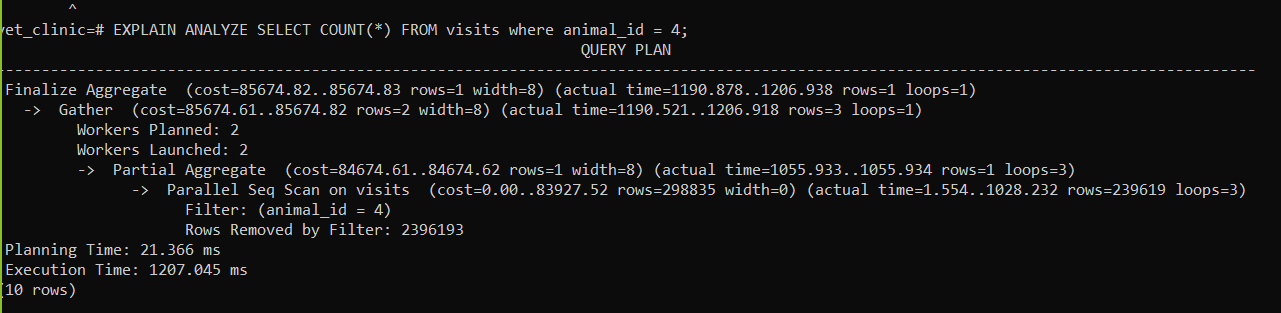 ^
vet_clinic=# EXPLAIN ANALYZE SELECT COUNT(*) FROM visits where animal_id = 4;
QUERY PLAN
--------------------------------------------------------------------------------------------------------------------------------------------
Finalize Aggregate  (cost=85674.82..85674.83 rows=1 width=8) (actual time=1190.878..1206.938 rows=1 loops=1)
  ->  Gather  (cost=85674.61..85674.82 rows=2 width=8) (actual time=1190.521..1206.918 rows=3 loops=1)
        Workers Planned: 2
        Workers Launched: 2
        ->  Partial Aggregate  (cost=84674.61..84674.62 rows=1 width=8) (actual time=1055.933..1055.934 rows=1 loops=3)
              ->  Parallel Seq Scan on visits  (cost=0.00..83927.52 rows=298835 width=0) (actual time=1.554..1028.232 rows=239619 loops=3)
                    Filter: (animal_id = 4)
                    Rows Removed by Filter: 2396193
Planning Time: 21.366 ms
Execution Time: 1207.045 ms
(10 rows)